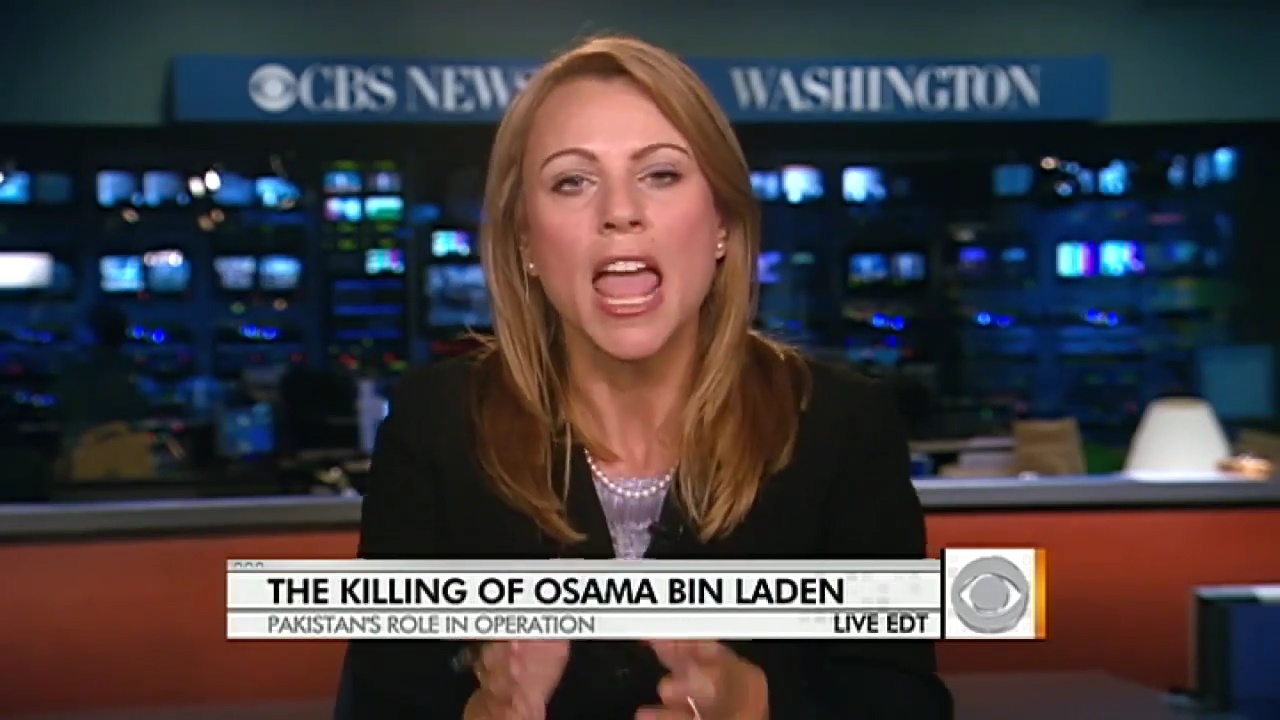 CBS NEWS WASHINGTON
THE KILLING OF OSAMA BIN LADEN
PAKISTAN'S ROLE IN OPERATION LIVE EDT